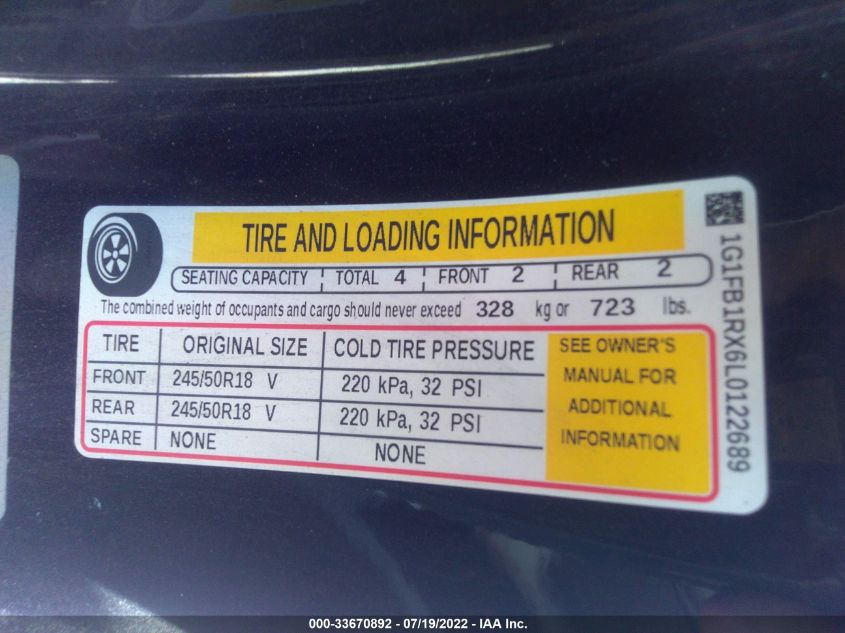 TIRE AND LOADING INFORMATION
SEATING CAPACITY | TOTAL 4 | FRONT 2 | REAR 2
The combined weight of occupants and cargo should never exceed 328 kg or 723 lbs.
TIRE ORIGINAL SIZE COLD TIRE PRESSURE
FRONT 245/50R18 V 220 kPa, 32 PSI
REAR 245/50R18 V 220 kPa, 32 PSI
SPARE NONE NONE
SEE OWNER'S
MANUAL FOR
ADDITIONAL
INFORMATION
1G1FB1RX6L0122689
000-33670892 - 07/19/2022 - IAA Inc.